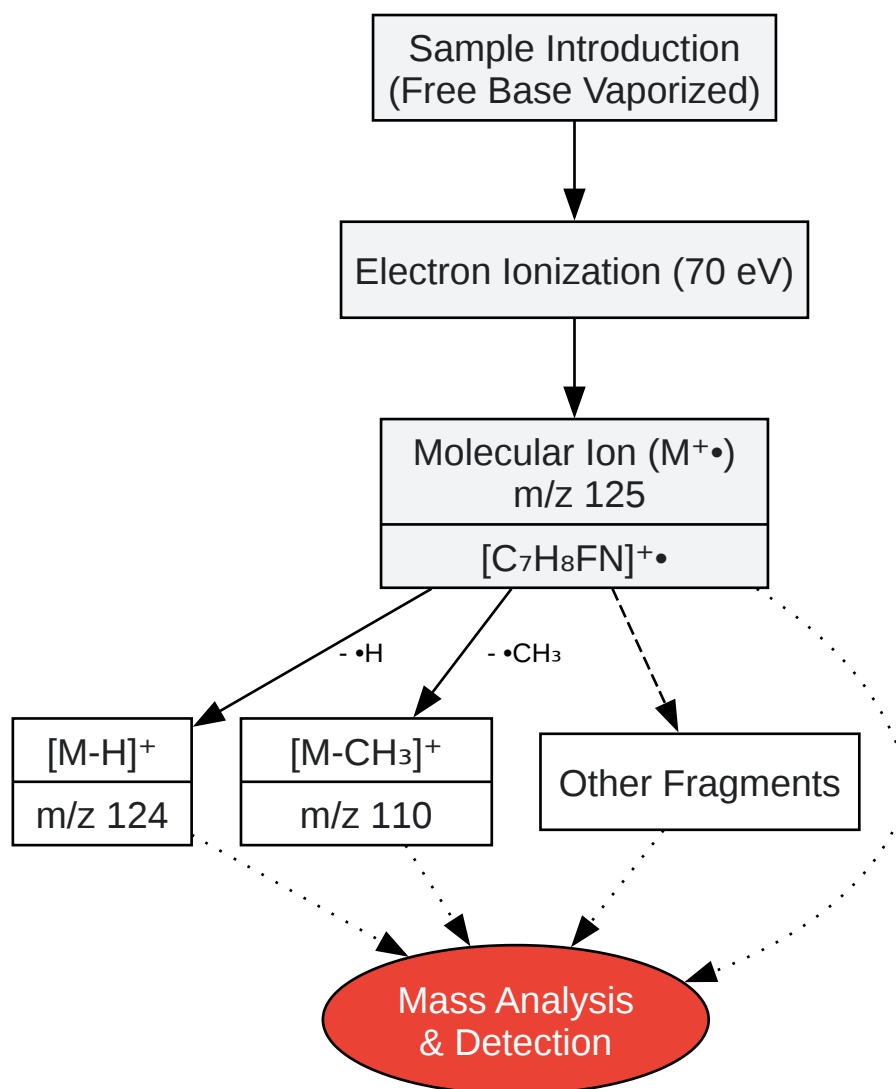 Sample Introduction
(Free Base Vaporized)
Electron Ionization (70 eV)
Molecular Ion (M⁺•)
m/z 125
[C₇H₈FN]⁺•
- •H
- •CH₃
[M-H]⁺
m/z 124
[M-CH₃]⁺
m/z 110
Other Fragments
Mass Analysis
& Detection